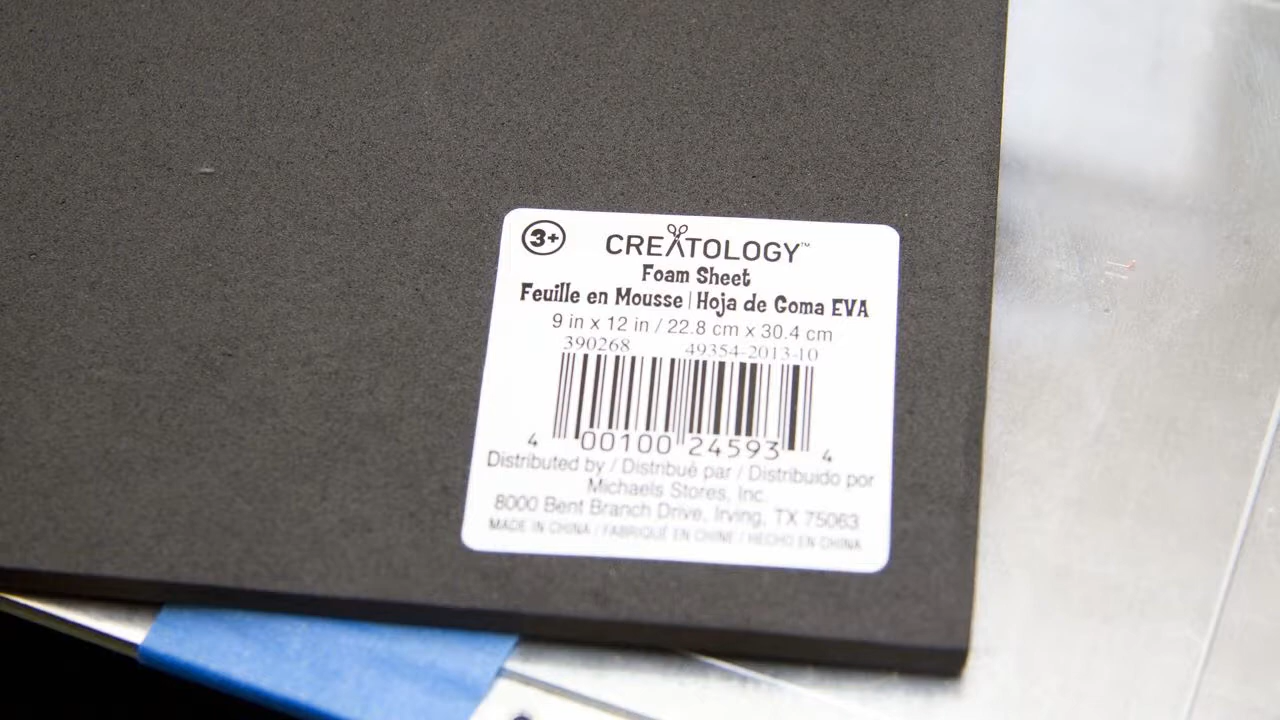 3+
CREATOLOGY™
Foam Sheet
Feuille en Mousse | Hoja de Goma EVA
9 in x 12 in / 22.8 cm x 30.4 cm
390268 49354-2013-10
4 00100 24593 4
Distributed by / Distribuè par / Distribuido por
Michaels Stores, Inc.
8000 Bent Branch Drive, Irving, TX 75063
MADE IN CHINA / FABRIQUÉ EN CHINE / HECHO EN CHINA